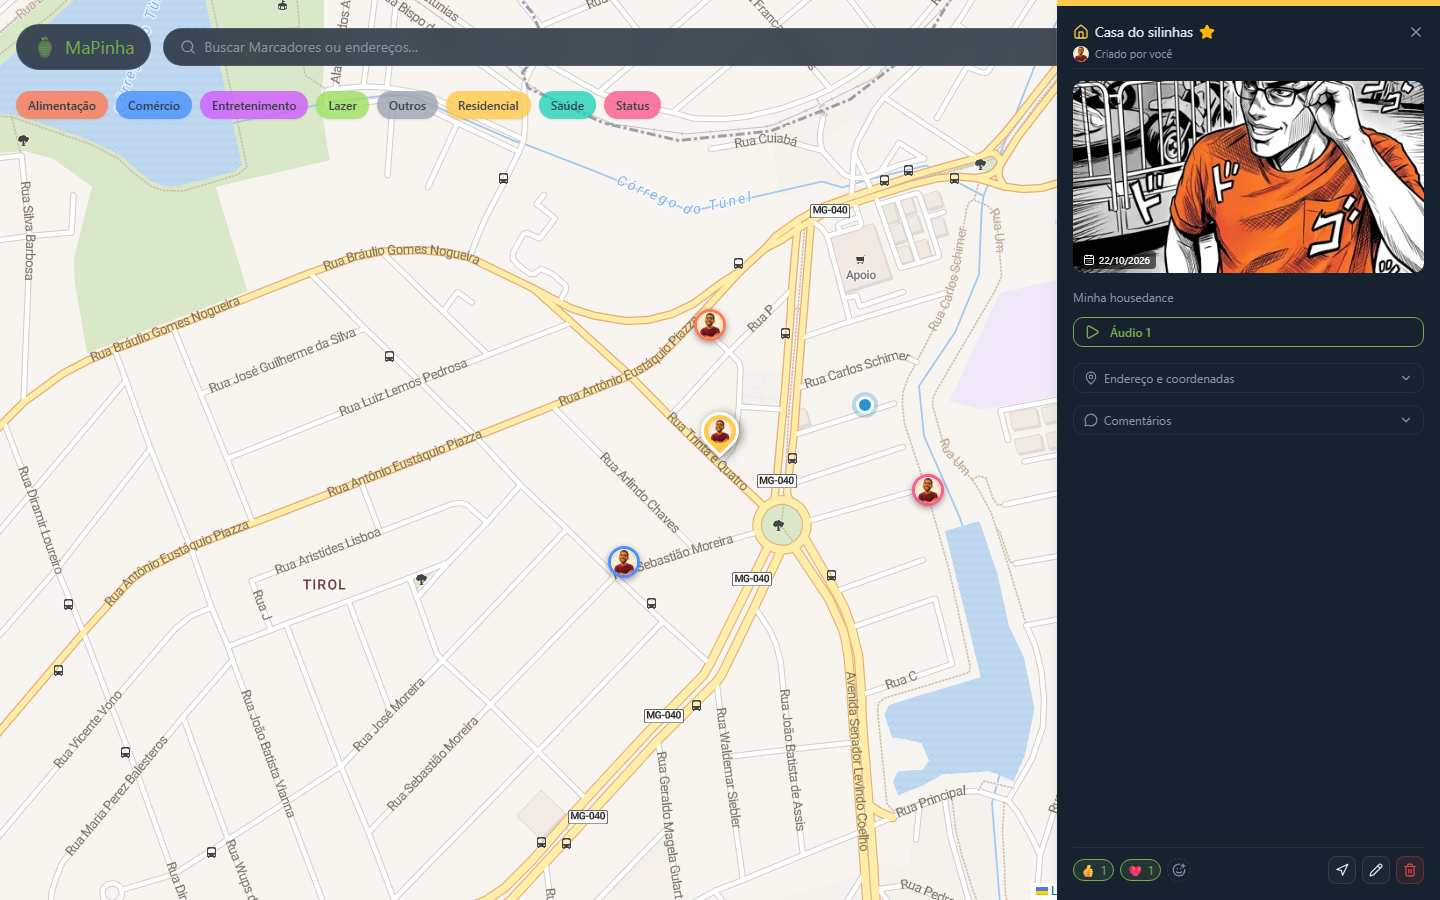 MaPinha
Buscar Marcadores ou endereços...
Alimentação
Comércio
Entretenimento
Lazer
Outros
Residencial
Saúde
Status
Rua Cuiabá
Córrego do Túnel
MG-040
Rua Silva Barbosa
Rua Bráulio Gomes Nogueira
Rua Bráulio Gomes Nogueira
Apoio
Rua Carlos Schimer
Rua Um
Rua P
Rua José Guilherme da Silva
Rua Luiz Lemos Pedrosa
Rua Antônio Eustáquio Piazza
Rua Carlos Schimer
Rua Trinta e Quatro
Rua Antônio Eustáquio Piazza
Rua Arlindo Chaves
MG-040
Rua Um
Rua Diramir Loureiro
Rua Antônio Eustáquio Piazza
Rua Aristides Lisboa
Sebastião Moreira
TIROL
MG-040
Rua J
Rua C
Rua Vicente Vono
Rua João Batista Vianna
Rua José Moreira
MG-040
Rua Sebastião Moreira
Rua Waldemar Siebler
Rua João Batista de Assis
Avenida Senador Levindo Coelho
Rua Maria Perez Balesteros
Rua Geraldo Magela Gulart
Rua Principal
MG-040
Casa do silinhas
Criado por você
ド
ド
ゴ
22/10/2026
Minha housedance
Áudio 1
Endereço e coordenadas
Comentários
1
1